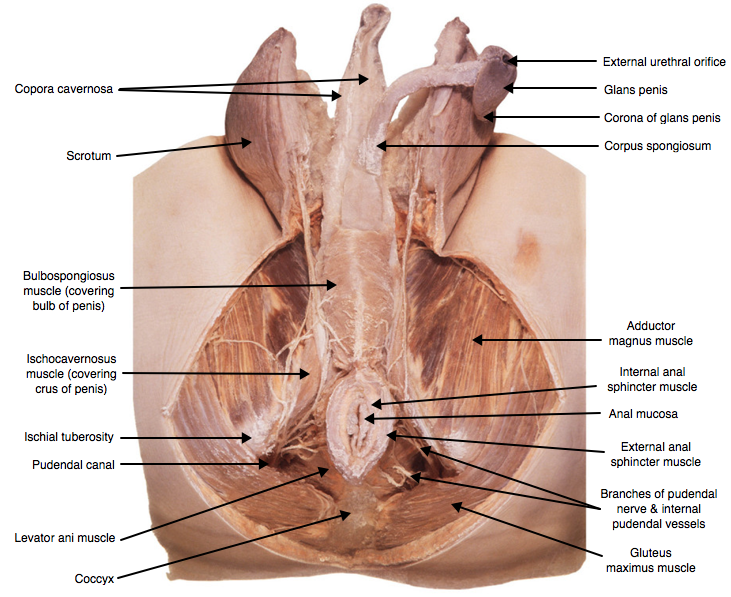 Copora cavernosa
Scrotum
Bulbospongiosus
muscle (covering
bulb of penis)
Ischocavernosus
muscle (covering
crus of penis)
Ischial tuberosity
Pudendal canal
Levator ani muscle
Coccyx
External urethral orifice
Glans penis
Corona of glans penis
Corpus spongiosum
Adductor
magnus muscle
Internal anal
sphincter muscle
Anal mucosa
External anal
sphincter muscle
Branches of pudendal
nerve & internal
pudendal vessels
Gluteus
maximus muscle